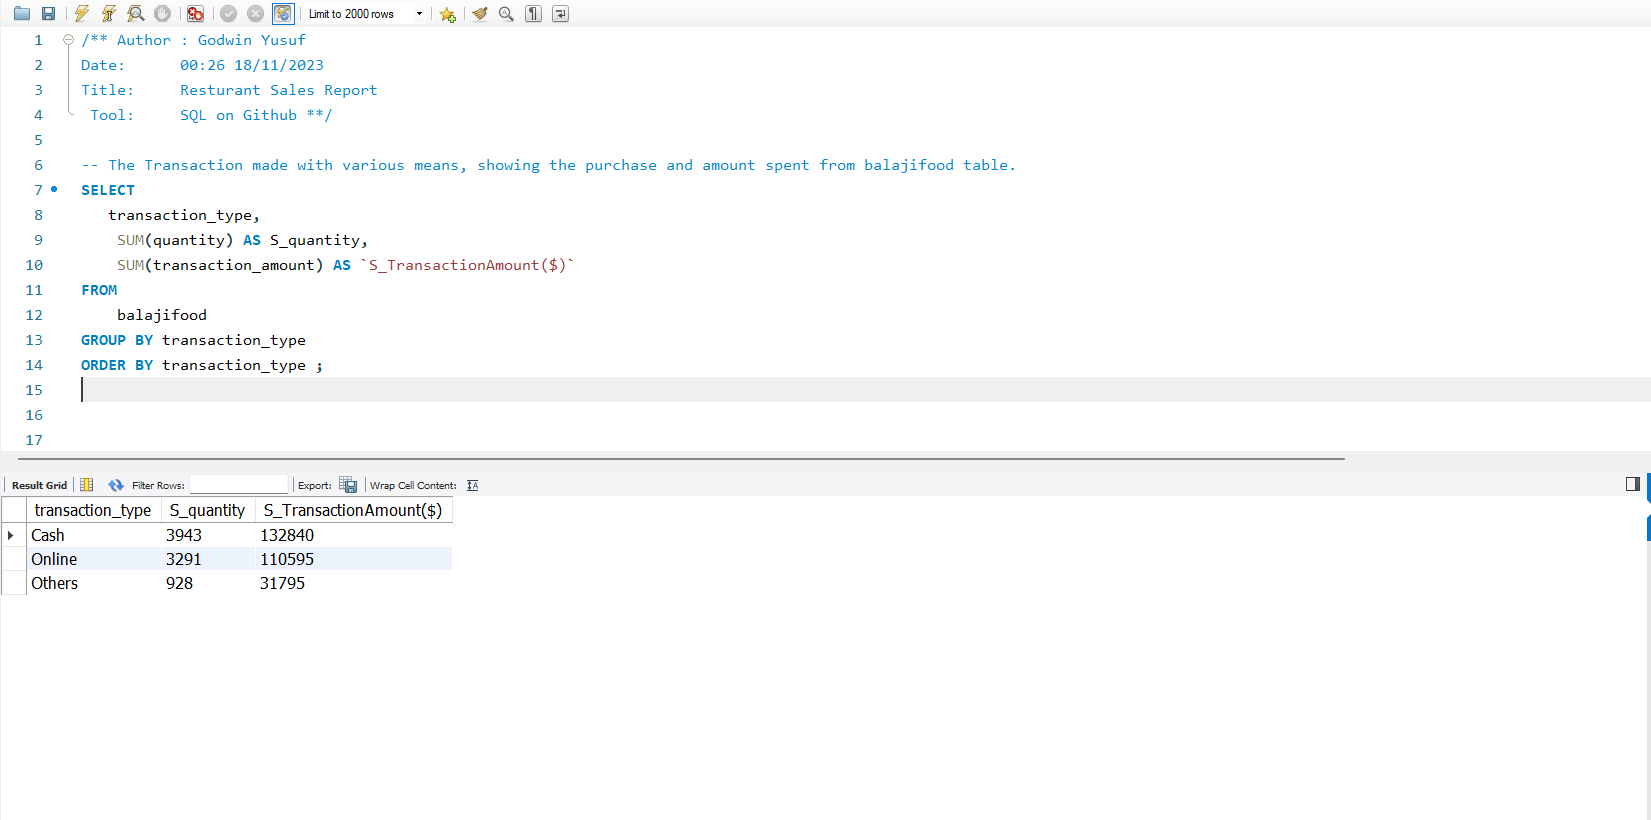 Limit to 2000 rows
1 /** Author : Godwin Yusuf
2 Date: 00:26 18/11/2023
3 Title: Resturant Sales Report
4 Tool: SQL on Github **/
5
6 -- The Transaction made with various means, showing the purchase and amount spent from balajifood table.
7 SELECT
8 transaction_type,
9 SUM(quantity) AS S_quantity,
10 SUM(transaction_amount) AS `S_TransactionAmount($)`
11 FROM
12 balajifood
13 GROUP BY transaction_type
14 ORDER BY transaction_type ;
15
16
17
Result Grid Filter Rows: Export: Wrap Cell Content:
transaction_type S_quantity S_TransactionAmount($)
Cash 3943 132840
Online 3291 110595
Others 928 31795